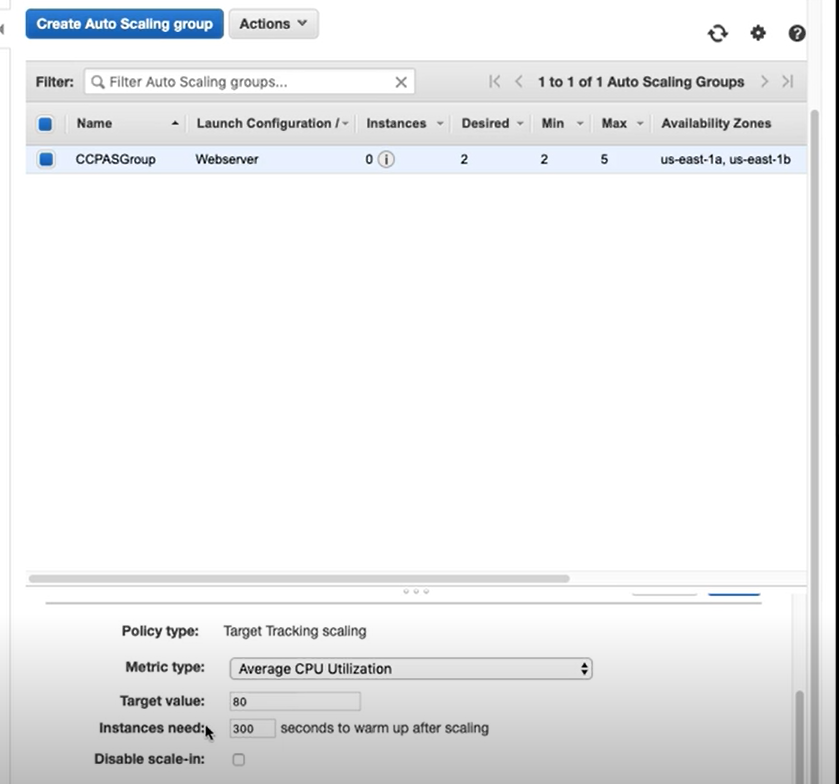 Create Auto Scaling group Actions
Filter: Filter Auto Scaling groups... 1 to 1 of 1 Auto Scaling Groups
Name Launch Configuration / Instances Desired Min Max Availability Zones
CCPASGroup Webserver 0 2 2 5 us-east-1a, us-east-1b
Policy type: Target Tracking scaling
Metric type: Average CPU Utilization
Target value: 80
Instances need: 300 seconds to warm up after scaling
Disable scale-in: